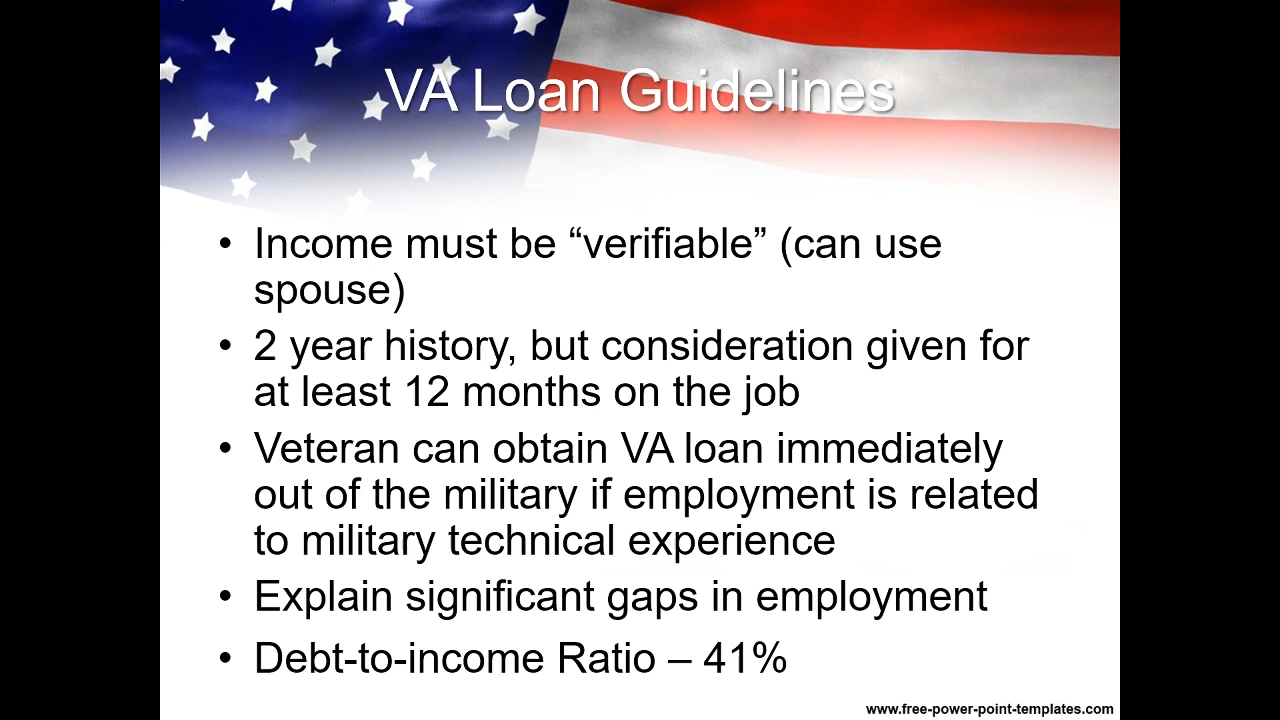 VA Loan Guidelines
• Income must be “verifiable” (can use
spouse)
• 2 year history, but consideration given for
at least 12 months on the job
• Veteran can obtain VA loan immediately
out of the military if employment is related
to military technical experience
• Explain significant gaps in employment
• Debt-to-income Ratio – 41%
www.free-power-point-templates.com